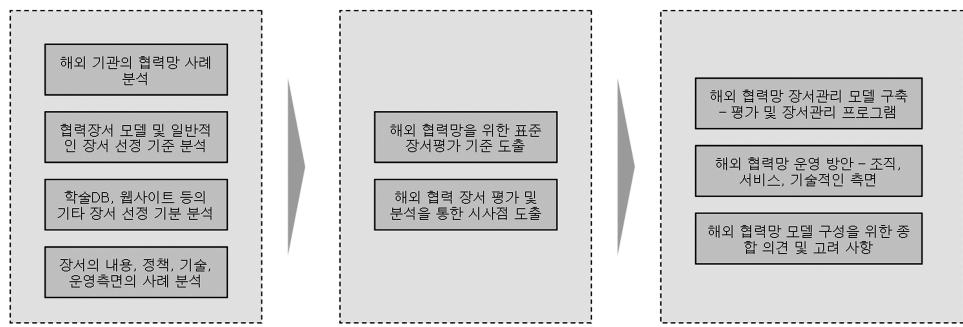 해외 기관의 협력망 사례
분석
협력장서 모델 및 일반적
인 장서 선정 기준 분석
학술DB, 웹사이트 등의
기타 장서 선정 기분 분석
장서의 내용, 정책, 기술,
운영측면의 사례 분석
해외 협력망을 위한 표준
장서평가 기준 도출
해외 협력 장서 평가 및
분석을 통한 시사점 도출
해외 협력망 장서관리 모델 구축
– 평가 및 장서관리 프로그램
해외 협력망 운영 방안 – 조직,
서비스, 기술적인 측면
해외 협력망 모델 구성을 위한 종
합 의견 및 고려 사항